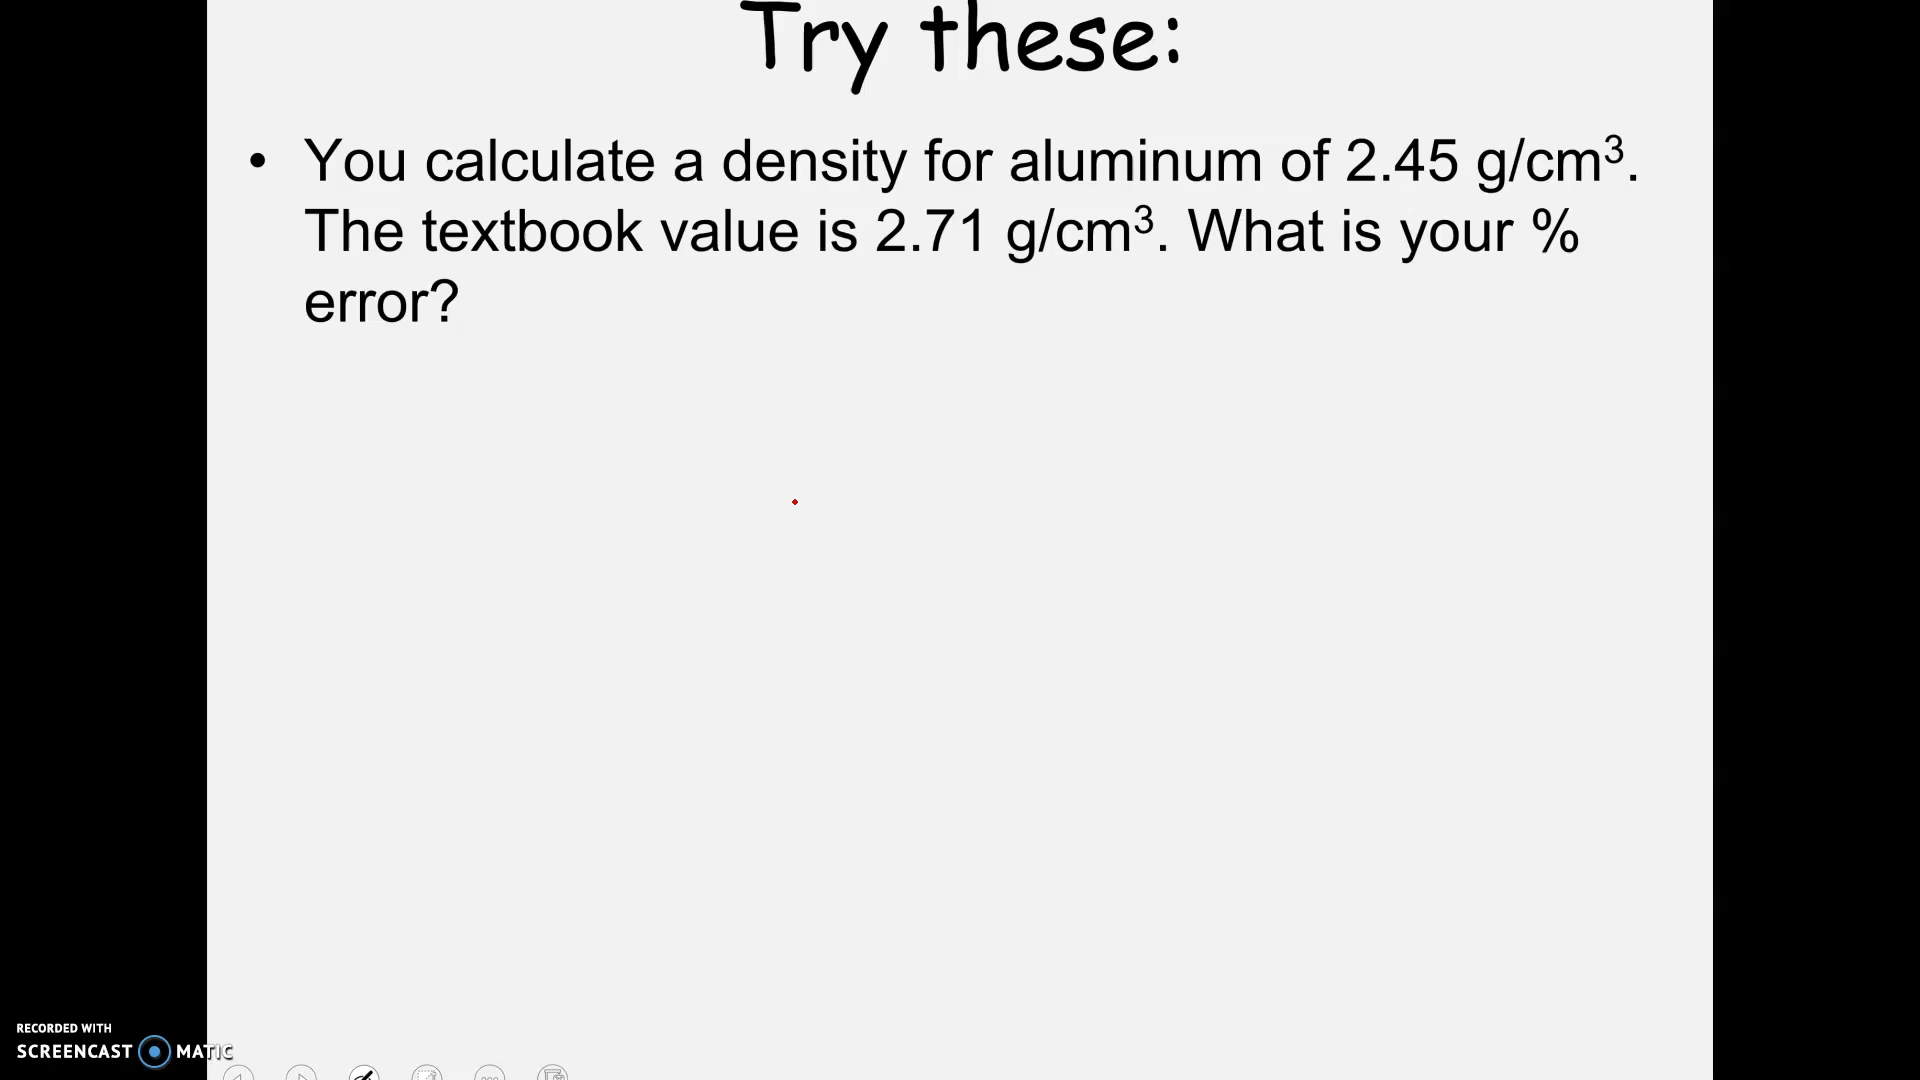 Try these:
• You calculate a density for aluminum of 2.45 g/cm³.
The textbook value is 2.71 g/cm³. What is your %
error?
RECORDED WITH
SCREENCAST MATIC